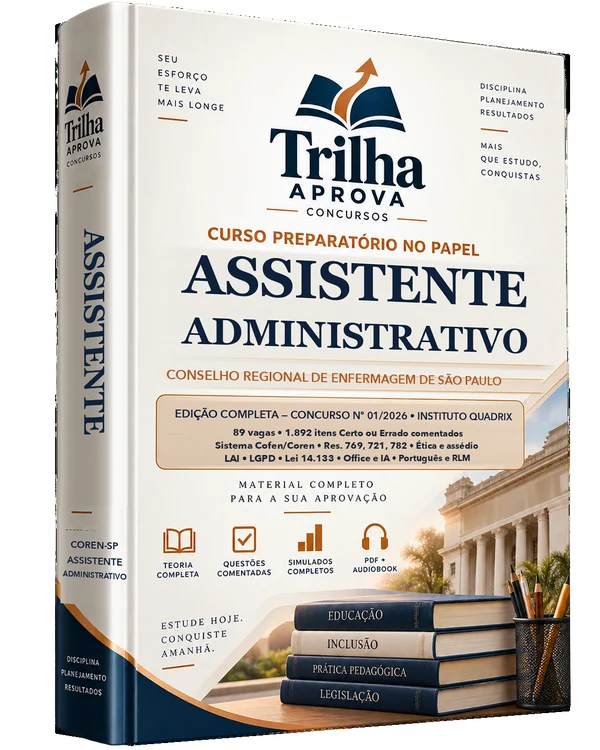 Trilha
APROVA
CONCURSOS
ASSISTENTE
COREN-SP
ASSISTENTE
ADMINISTRATIVO
DISCIPLINA
PLANEJAMENTO
RESULTADOS
SEU
ESFORÇO
TE LEVA
MAIS LONGE
Trilha
APROVA
CONCURSOS
DISCIPLINA
PLANEJAMENTO
RESULTADOS
MAIS
QUE ESTUDO,
CONQUISTAS
CURSO PREPARATÓRIO NO PAPEL
ASSISTENTE
ADMINISTRATIVO
CONSELHO REGIONAL DE ENFERMAGEM DE SÃO PAULO
EDIÇÃO COMPLETA – CONCURSO Nº 01/2026 • INSTITUTO QUADRIX
89 vagas • 1.892 itens Certo ou Errado comentados
Sistema Cofen/Coren • Res. 769, 721, 782 • Ética e assédio
LAI • LGPD • Lei 14.133 • Office e IA • Português e RLM
MATERIAL COMPLETO
PARA A SUA APROVAÇÃO
TEORIA
COMPLETA
QUESTÕES
COMENTADAS
SIMULADOS
COMPLETOS
PDF +
AUDIOBOOK
ESTUDE HOJE.
CONQUISTE
AMANHÃ.
EDUCAÇÃO
INCLUSÃO
PRÁTICA PEDAGÓGICA
LEGISLAÇÃO